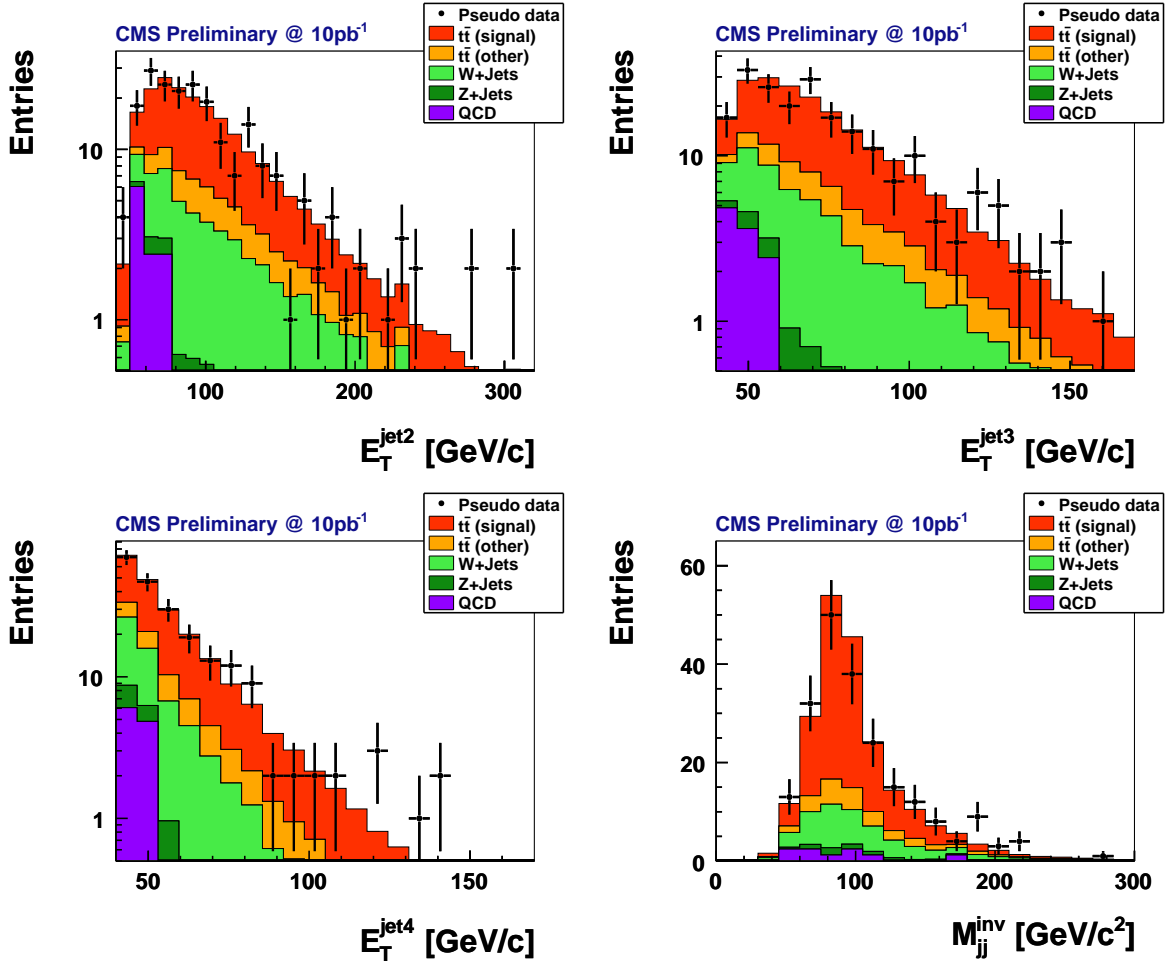 CMS Preliminary @ 10pb⁻¹
Pseudo data
tt̄ (signal)
tt̄ (other)
W+Jets
Z+Jets
QCD
Entries
10
1
100
200
300
E_T^jet2 [GeV/c]
CMS Preliminary @ 10pb⁻¹
Pseudo data
tt̄ (signal)
tt̄ (other)
W+Jets
Z+Jets
QCD
Entries
10
1
50
100
150
E_T^jet3 [GeV/c]
CMS Preliminary @ 10pb⁻¹
Pseudo data
tt̄ (signal)
tt̄ (other)
W+Jets
Z+Jets
QCD
Entries
10
1
50
100
150
E_T^jet4 [GeV/c]
CMS Preliminary @ 10pb⁻¹
Pseudo data
tt̄ (signal)
tt̄ (other)
W+Jets
Z+Jets
QCD
Entries
60
40
20
0
0
100
200
300
M_jj^inv [GeV/c²]